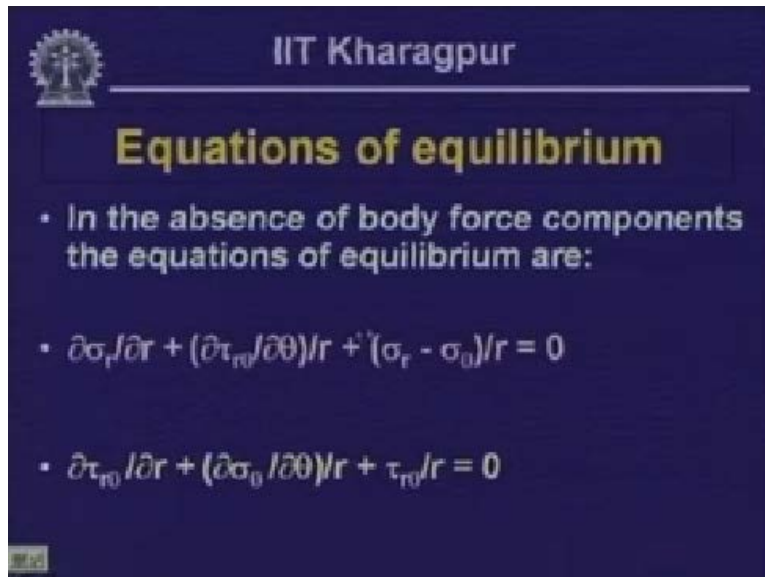 IIT Kharagpur
Equations of equilibrium
• In the absence of body force components
the equations of equilibrium are:
• ∂σr/∂r + (∂τrθ/∂θ)/r + (σr - σθ)/r = 0
• ∂τrθ/∂r + (∂σθ/∂θ)/r + τrθ/r = 0